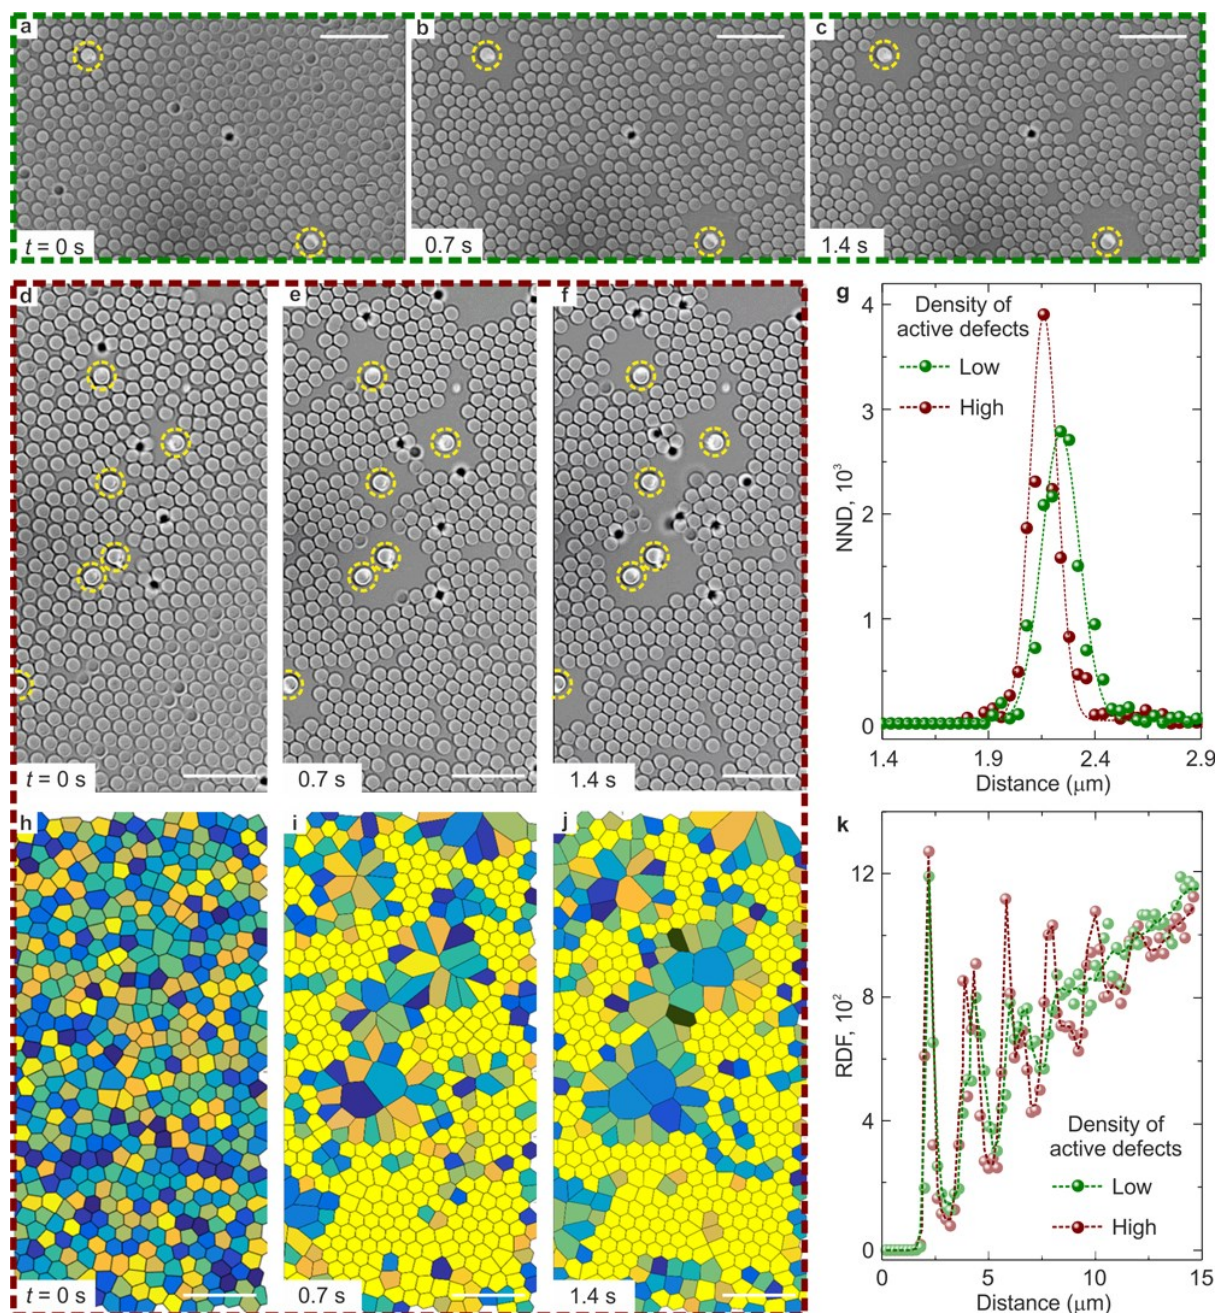 a
b
c
t = 0 s
0.7 s
1.4 s
d
e
f
t = 0 s
0.7 s
1.4 s
g
Density of
active defects
Low
High
4
3
2
1
0
NND, 10³
1.4
1.9
2.4
2.9
Distance (μm)
h
i
j
t = 0 s
0.7 s
1.4 s
k
12
8
4
0
RDF, 10²
Density of
active defects
Low
High
0
5
10
15
Distance (μm)